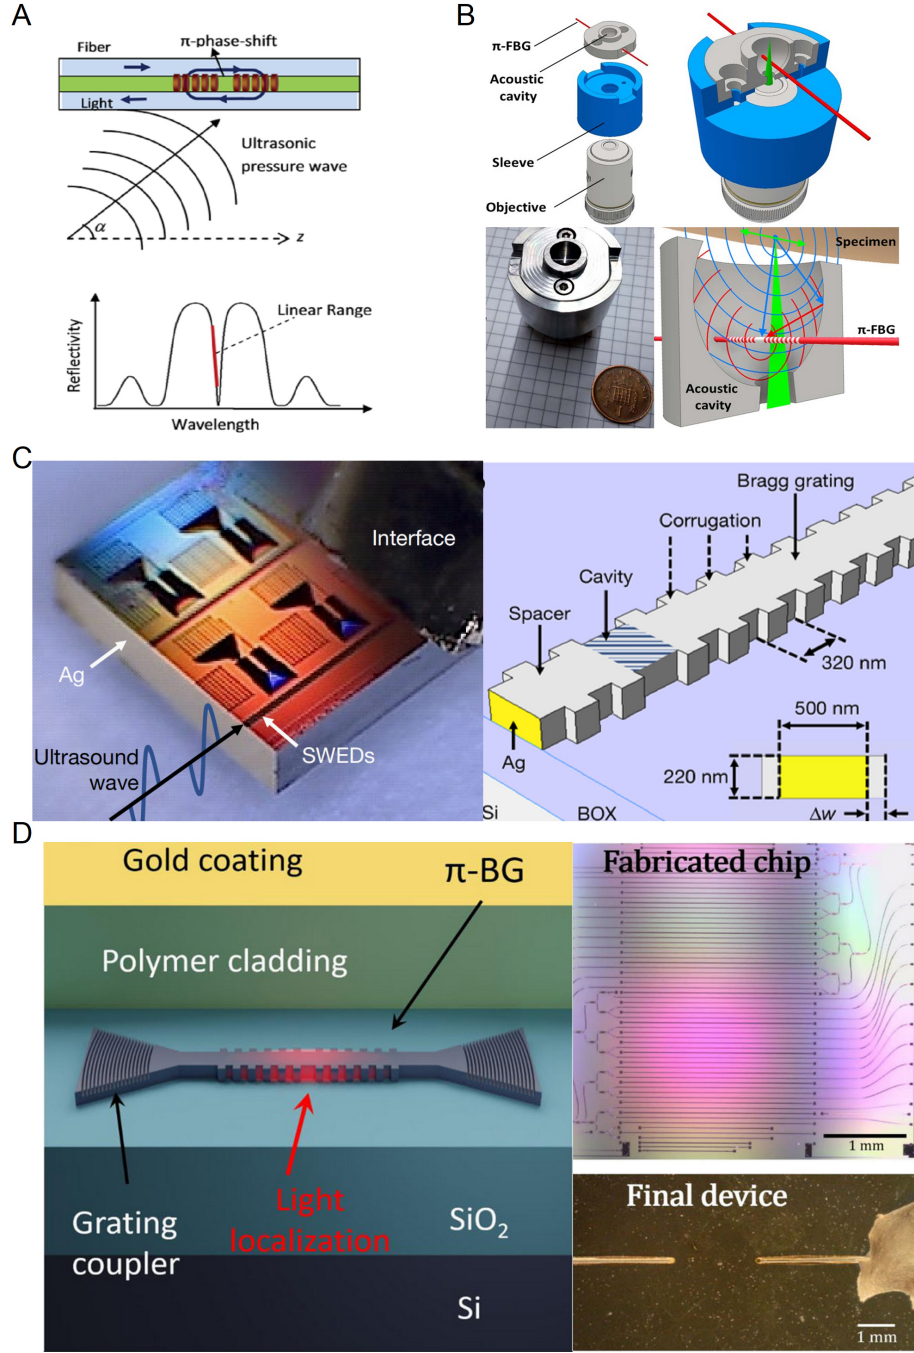 A
π-phase-shift
Fiber
Light
Ultrasonic
pressure wave
α
z
Linear Range
Reflectivity
Wavelength
B
π-FBG
Acoustic
cavity
Sleeve
Objective
Specimen
π-FBG
Acoustic
cavity
C
Interface
Ag
SWEDs
Ultrasound
wave
Bragg grating
Corrugation
Cavity
Spacer
320 nm
500 nm
Ag
220 nm
Si
BOX
Δw
D
Gold coating
π-BG
Polymer cladding
Light
localization
Grating
coupler
SiO₂
Si
Fabricated chip
1 mm
Final device
1 mm